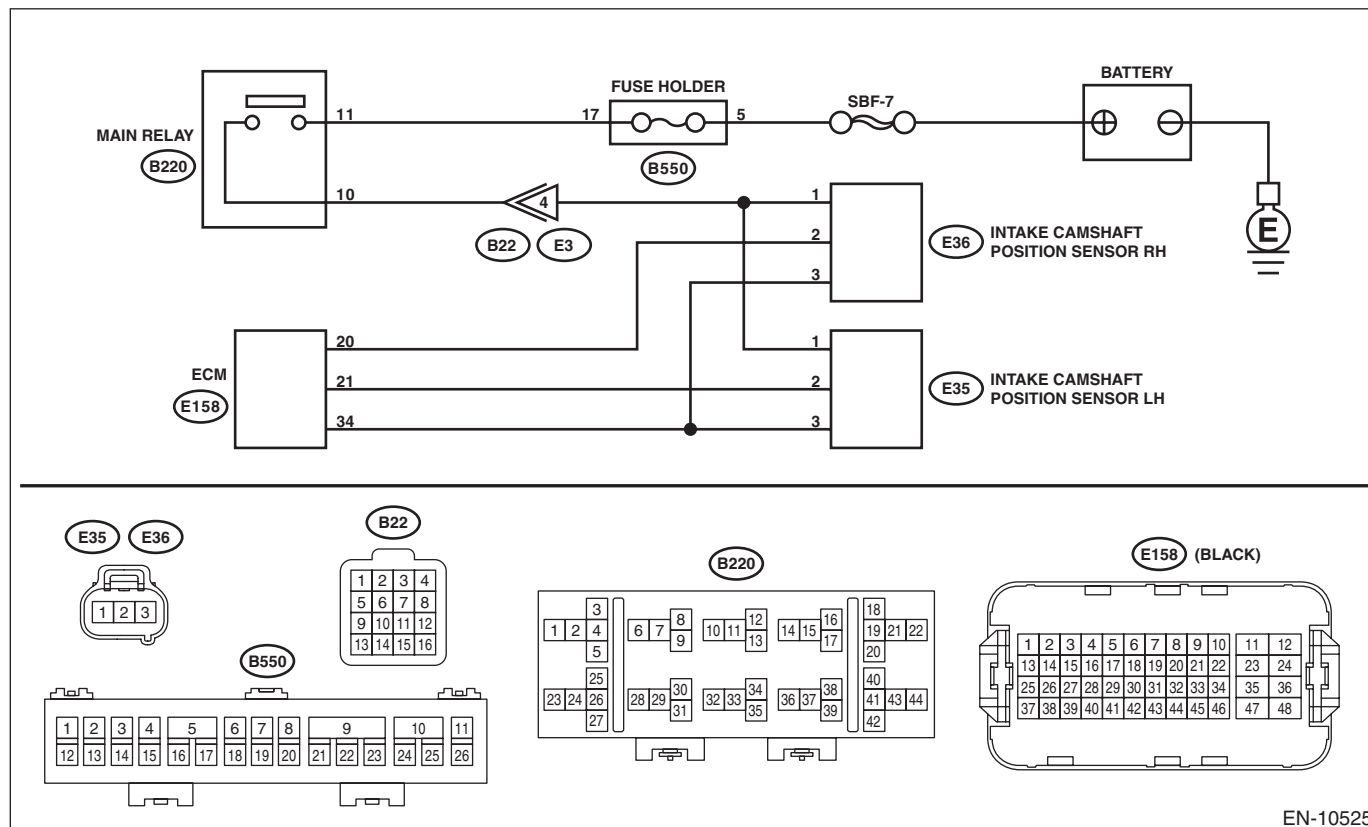 BATTERY
FUSE HOLDER
SBF-7
11
17
5
MAIN RELAY
B220
B550
10
4
1
B22
E3
2
E36
INTAKE CAMSHAFT
POSITION SENSOR RH
3
E
20
1
ECM
21
2
E158
E35
INTAKE CAMSHAFT
POSITION SENSOR LH
34
3
E35 E36
1 2 3
B22
1 2 3 4
5 6 7 8
9 10 11 12
13 14 15 16
B550
1 2 3 4 5 6 7 8 9 10 11
12 13 14 15 16 17 18 19 20 21 22 23 24 25 26
B220
3 8 12 16 18
1 2 4 6 7 10 11 14 15 19 21 22
5 9 13 17 20
25 30 34 38 40
23 24 26 28 29 32 33 36 37 41 43 44
27 31 35 39 42
E158 (BLACK)
1 2 3 4 5 6 7 8 9 10 11 12
13 14 15 16 17 18 19 20 21 22 23 24
25 26 27 28 29 30 31 32 33 34 35 36
37 38 39 40 41 42 43 44 45 46 47 48
EN-10525